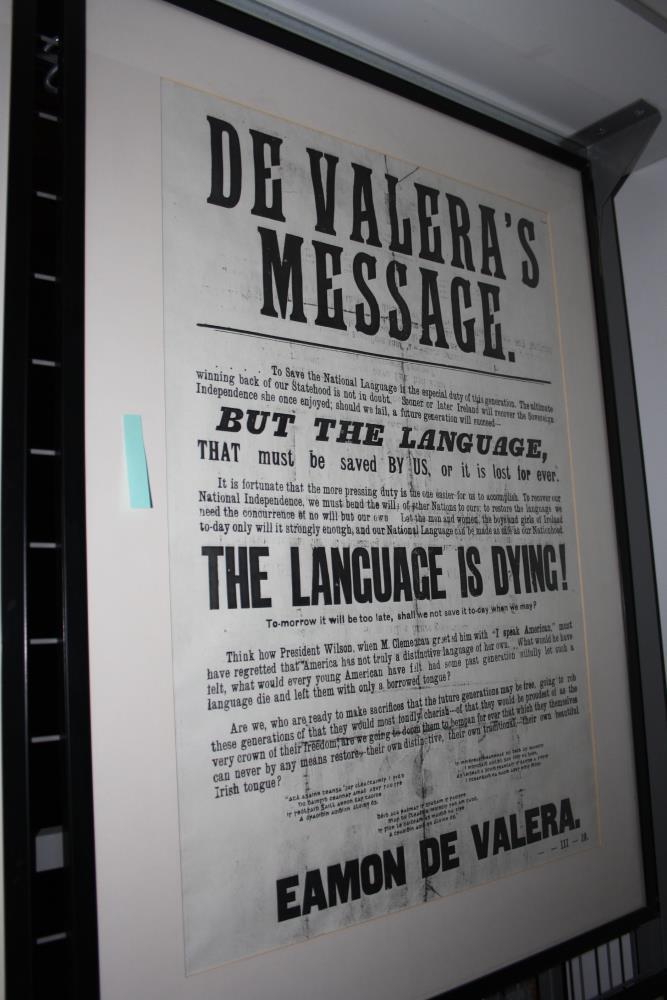 DE VALERA'S
MESSAGE.
To Save the National Language is the especial duty of this generation. The ultimate
winning back of our Statehood is not in doubt. Sooner or later Ireland will recover the Sovereign
Independence she once enjoyed; should we fail, a future generation will succeed—
BUT THE LANGUAGE,
THAT must be saved BY US, or it is lost for ever.
It is fortunate that the more pressing duty is the one easier for us to accomplish. To recover our
National Independence, we must bend the wills of other Nations to ours; to restore the language we
need the concurrence of no will but our own. Let the men and women, the boys and girls of Ireland
to-day only will it strongly enough, and our National Language can be made as safe as our Nationhood.
THE LANGUAGE IS DYING!
To-morrow it will be too late, shall we not save it to-day when we may?
Think how President Wilson, when M. Clemenceau greeted him with "I speak American," must
have regretted that America has not truly a distinctive language of her own. What would he have
felt, what would every young American have felt, had some past generation wilfully let such a
language die and left them with only a borrowed tongue?
Are we, who are ready to make sacrifices that the future generations may be free, going to rob
these generations of that they would most fondly cherish—of that they would be proudest of as the
very crown of their freedom; are we going to doom them to bemoan for ever that which they themselves
can never by any means restore—their own distinctive, their own traditional—their own beautiful
Irish tongue?
EAMON DE VALERA.